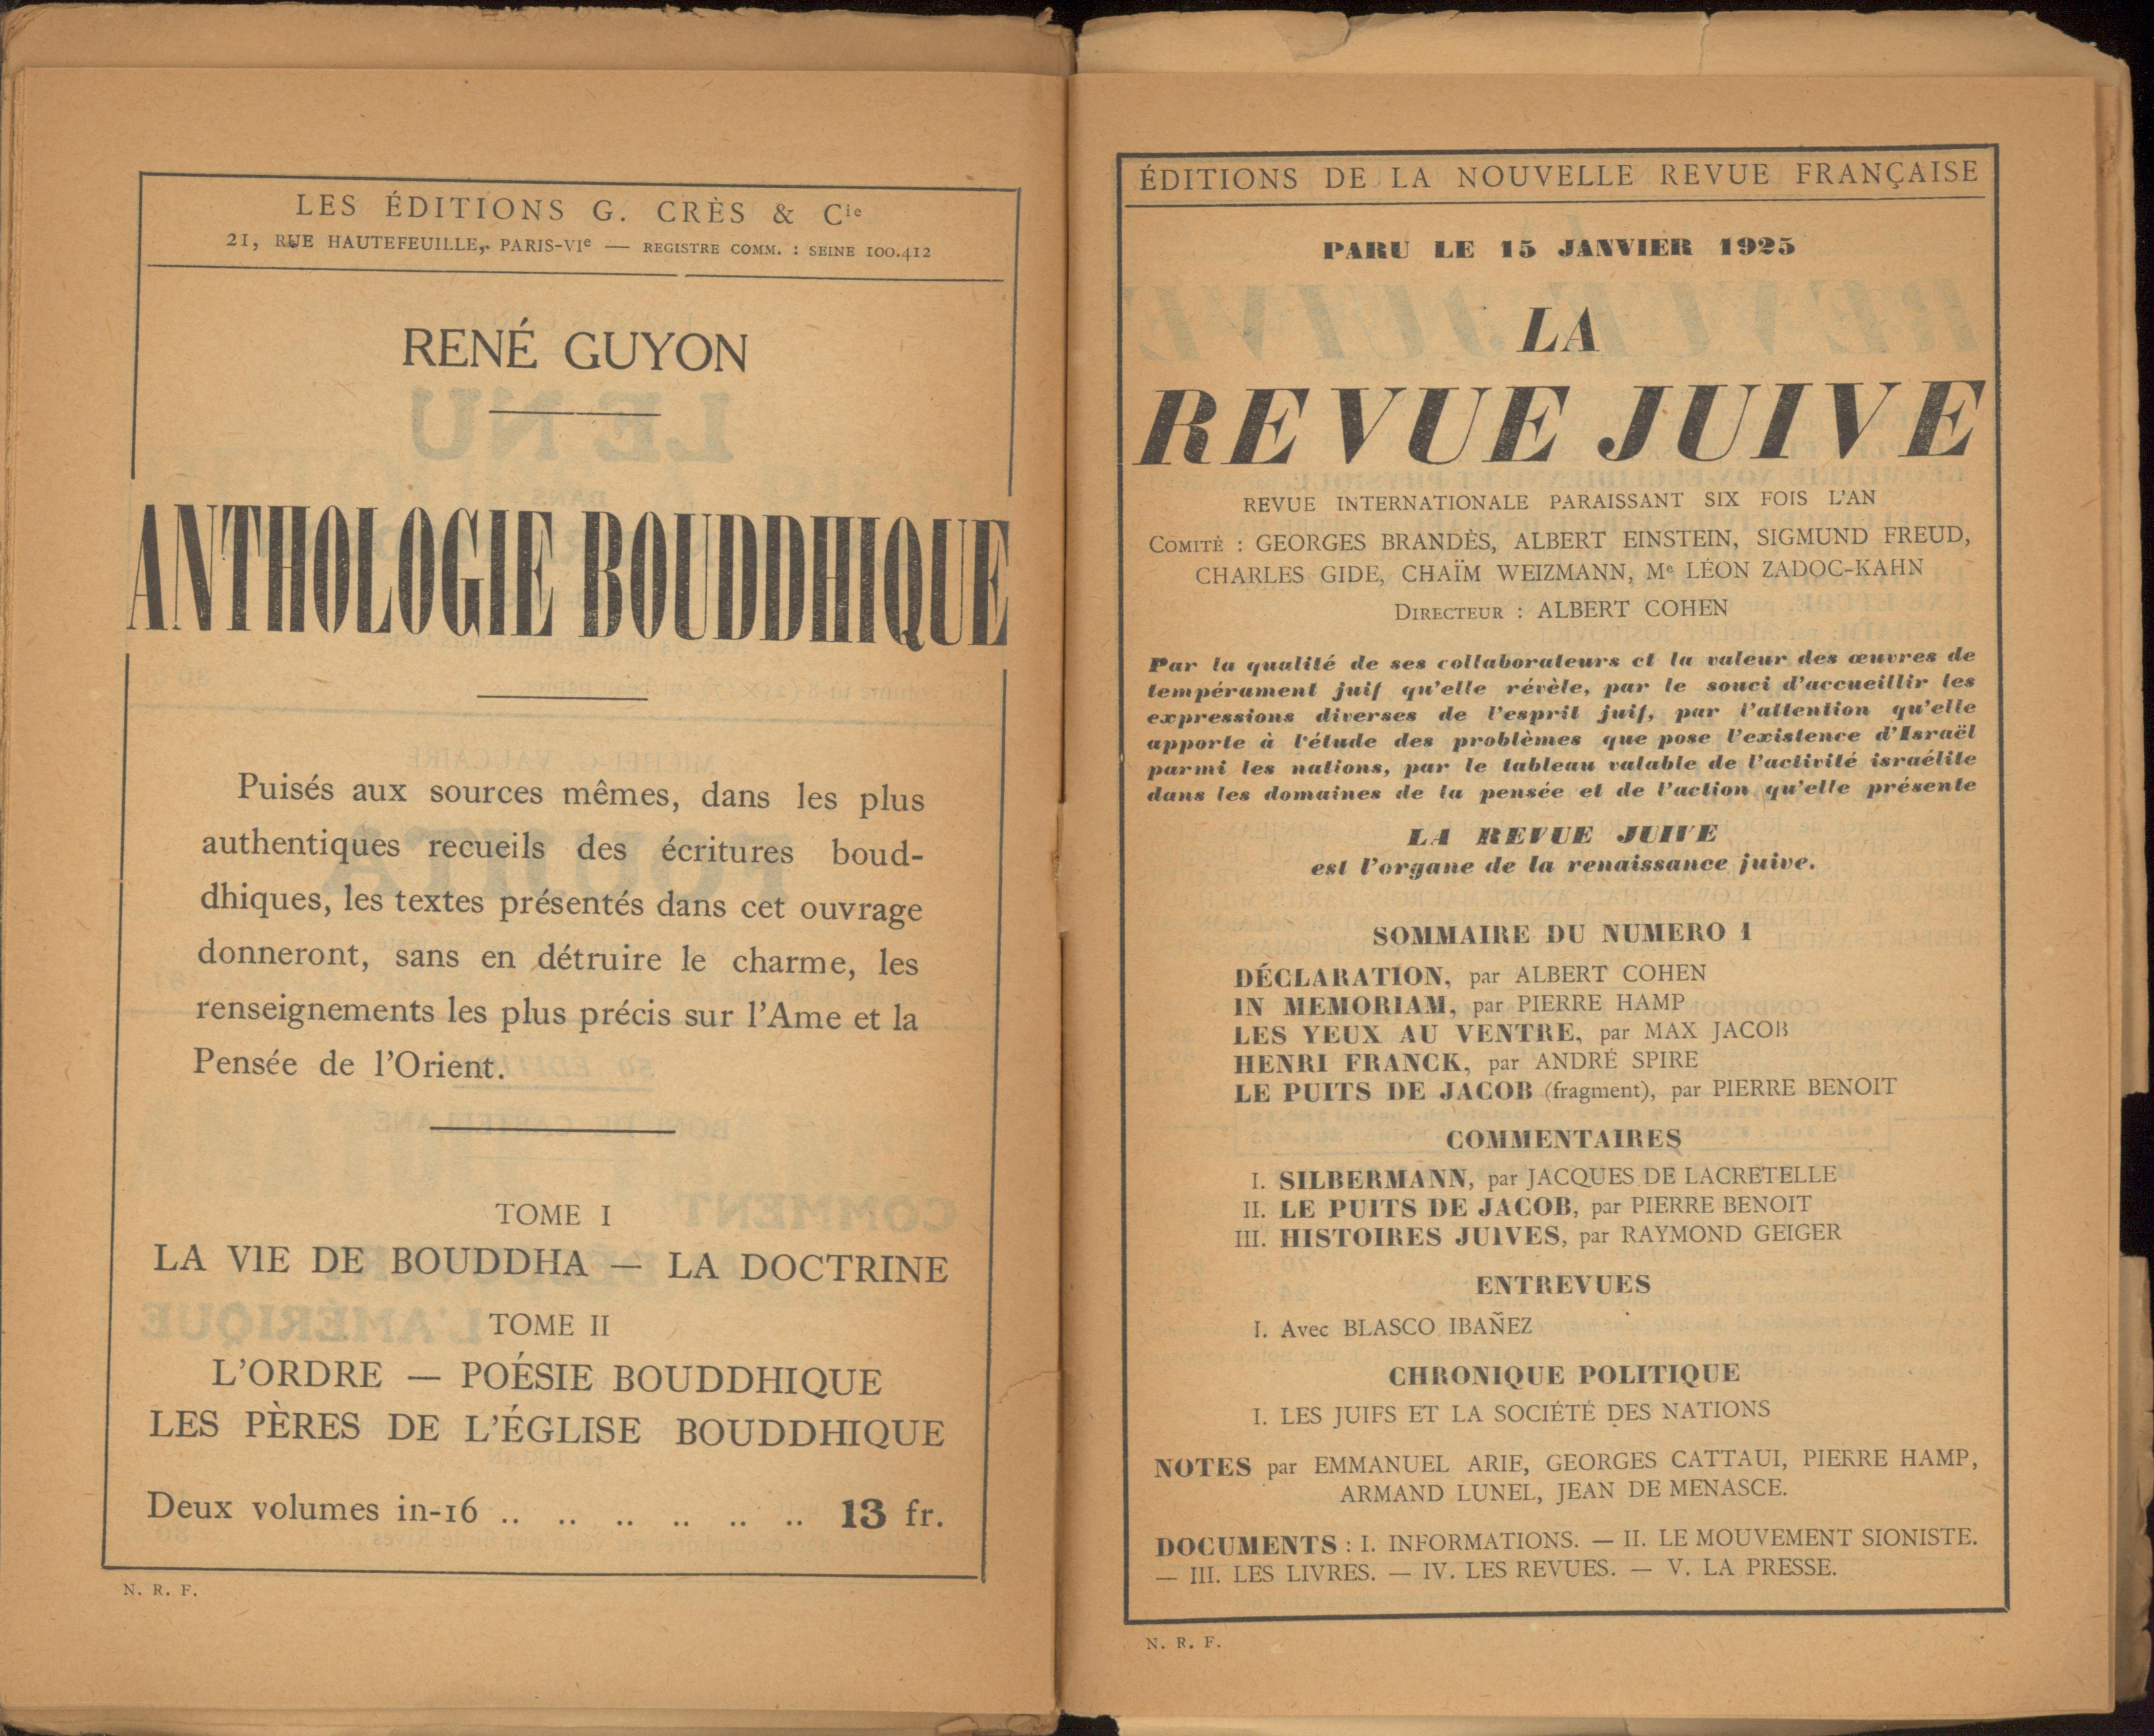 LES ÉDITIONS G. CRÈS & Cie
21, RUE HAUTEFEUILLE, PARIS-VIe — REGISTRE COMM. : SEINE 100.412
RENÉ GUYON
ANTHOLOGIE BOUDDHIQUE
Puisés aux sources mêmes, dans les plus
authentiques recueils des écritures boud-
dhiques, les textes présentés dans cet ouvrage
donneront, sans en détruire le charme, les
renseignements les plus précis sur l'Ame et la
Pensée de l'Orient.
TOME I
LA VIE DE BOUDDHA — LA DOCTRINE
TOME II
L'ORDRE — POÉSIE BOUDDHIQUE
LES PÈRES DE L'ÉGLISE BOUDDHIQUE
Deux volumes in-16 .. .. .. .. .. .. 13 fr.
N. R. F.
ÉDITIONS DE LA NOUVELLE REVUE FRANÇAISE
PARU LE 15 JANVIER 1925
LA
REVUE JUIVE
REVUE INTERNATIONALE PARAISSANT SIX FOIS L'AN
COMITÉ : GEORGES BRANDÈS, ALBERT EINSTEIN, SIGMUND FREUD,
CHARLES GIDE, CHAÏM WEIZMANN, Me LÉON ZADOC-KAHN
DIRECTEUR : ALBERT COHEN
Par la qualité de ses collaborateurs et la valeur des œuvres de
tempérament juif qu'elle révèle, par le souci d'accueillir les
expressions diverses de l'esprit juif, par l'attention qu'elle
apporte à l'étude des problèmes que pose l'existence d'Israël
parmi les nations, par le tableau valable de l'activité israélite
dans les domaines de la pensée et de l'action qu'elle présente
LA REVUE JUIVE
est l'organe de la renaissance juive.
SOMMAIRE DU NUMERO 1
DÉCLARATION, par ALBERT COHEN
IN MEMORIAM, par PIERRE HAMP
LES YEUX AU VENTRE, par MAX JACOB
HENRI FRANCK, par ANDRÉ SPIRE
LE PUITS DE JACOB (fragment), par PIERRE BENOIT
COMMENTAIRES
I. SILBERMANN, par JACQUES DE LACRETELLE
II. LE PUITS DE JACOB, par PIERRE BENOIT
III. HISTOIRES JUIVES, par RAYMOND GEIGER
ENTREVUES
I. Avec BLASCO IBAÑEZ
CHRONIQUE POLITIQUE
I. LES JUIFS ET LA SOCIÉTÉ DES NATIONS
NOTES par EMMANUEL ARIE, GEORGES CATTAUI, PIERRE HAMP,
ARMAND LUNEL, JEAN DE MENASCE.
DOCUMENTS : I. INFORMATIONS. — II. LE MOUVEMENT SIONISTE.
— III. LES LIVRES. — IV. LES REVUES. — V. LA PRESSE.
N. R. F.